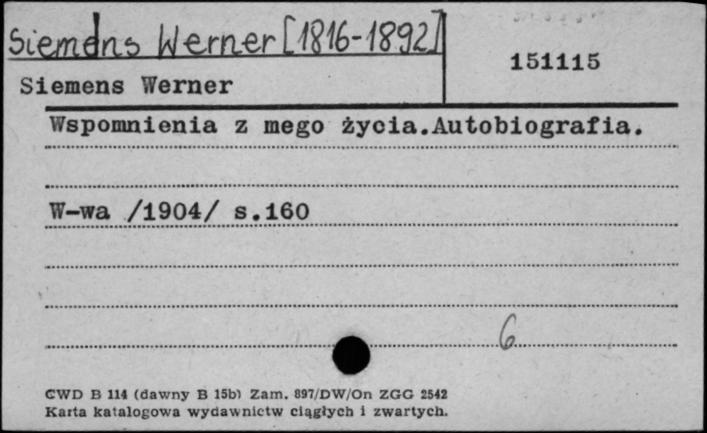 Siemens Werner [1816-1892]
151115
Siemens Werner
Wspomnienia z mego życia.Autobiografia.
W-wa /1904/ s.160
6
CWD B 114 (dawny B 15b) Zam. 897/DW/On ZGG 2542
Karta katalogowa wydawnictw ciągłych i zwartych.